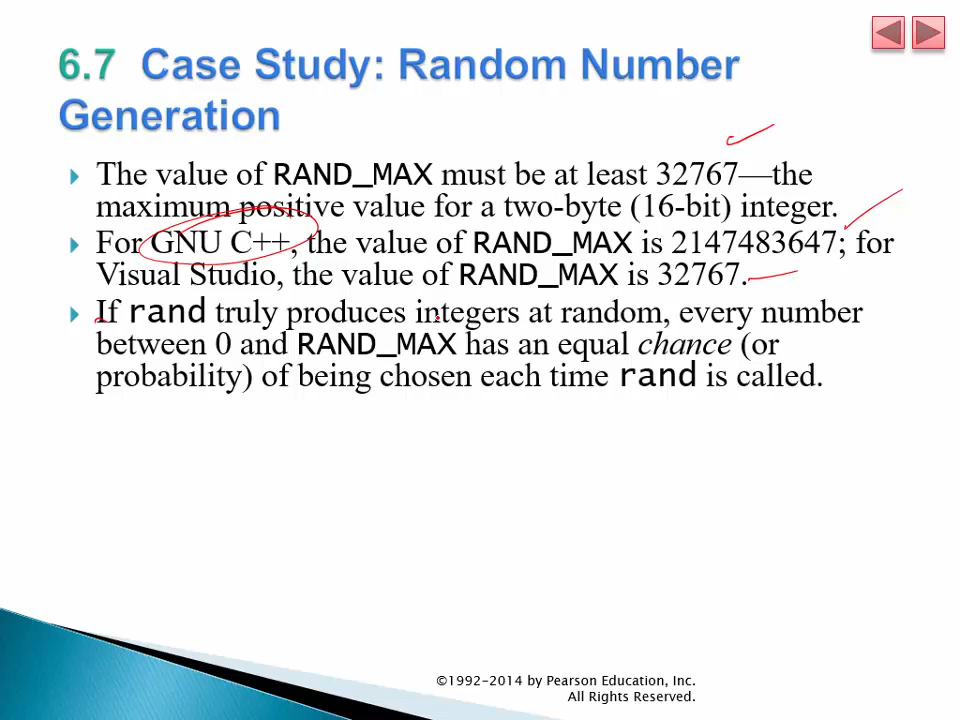 6.7 Case Study: Random Number
Generation
The value of RAND_MAX must be at least 32767—the
maximum positive value for a two-byte (16-bit) integer.
For GNU C++, the value of RAND_MAX is 2147483647; for
Visual Studio, the value of RAND_MAX is 32767.
If rand truly produces integers at random, every number
between 0 and RAND_MAX has an equal chance (or
probability) of being chosen each time rand is called.
©1992-2014 by Pearson Education, Inc.
All Rights Reserved.